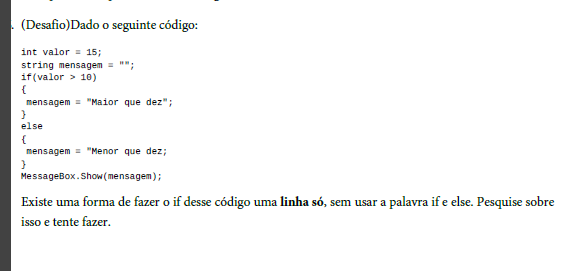 (Desafio)Dado o seguinte código:
int valor = 15;
string mensagem = "";
if(valor > 10)
{
mensagem = "Maior que dez";
}
else
{
mensagem = "Menor que dez;
}
MessageBox.Show(mensagem);
Existe uma forma de fazer o if desse código uma linha só, sem usar a palavra if e else. Pesquise sobre
isso e tente fazer.